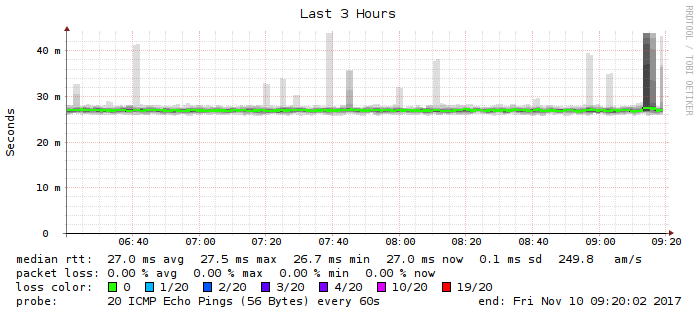 Last 3 Hours
RRDTOOL / TOBI OETIKER
Seconds
40 m
30 m
20 m
10 m
0
06:40 07:00 07:20 07:40 08:00 08:20 08:40 09:00 09:20
median rtt: 27.0 ms avg 27.5 ms max 26.7 ms min 27.0 ms now 0.1 ms sd 249.8 am/s
packet loss: 0.00 % avg 0.00 % max 0.00 % min 0.00 % now
loss color: 0 1/20 2/20 3/20 4/20 10/20 19/20
probe: 20 ICMP Echo Pings (56 Bytes) every 60s end: Fri Nov 10 09:20:02 2017